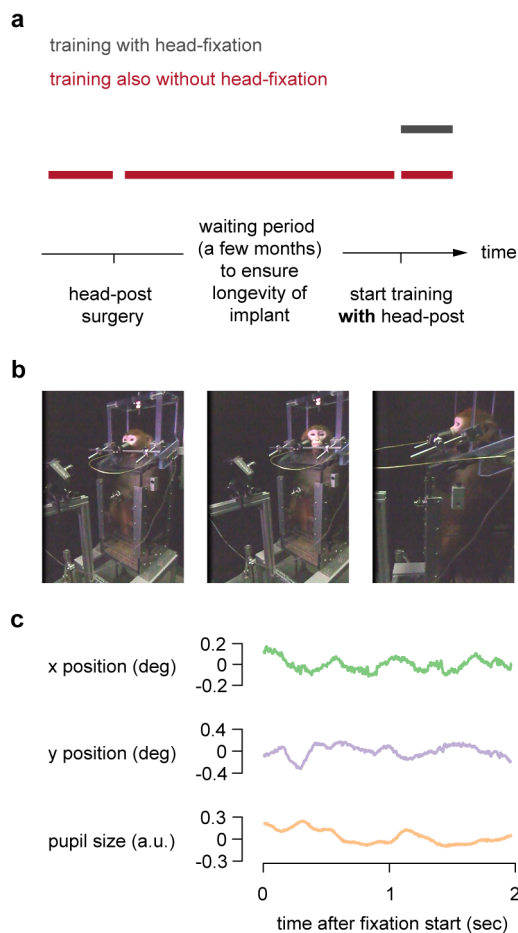 a
training with head-fixation
training also without head-fixation
waiting period
(a few months)
to ensure
longevity of
implant
time
head-post
surgery
start training
with head-post
b
c
0.2
x position (deg)
0
-0.2
0.4
y position (deg)
0
-0.4
0.3
pupil size (a.u.)
0
-0.3
0
1
2
time after fixation start (sec)